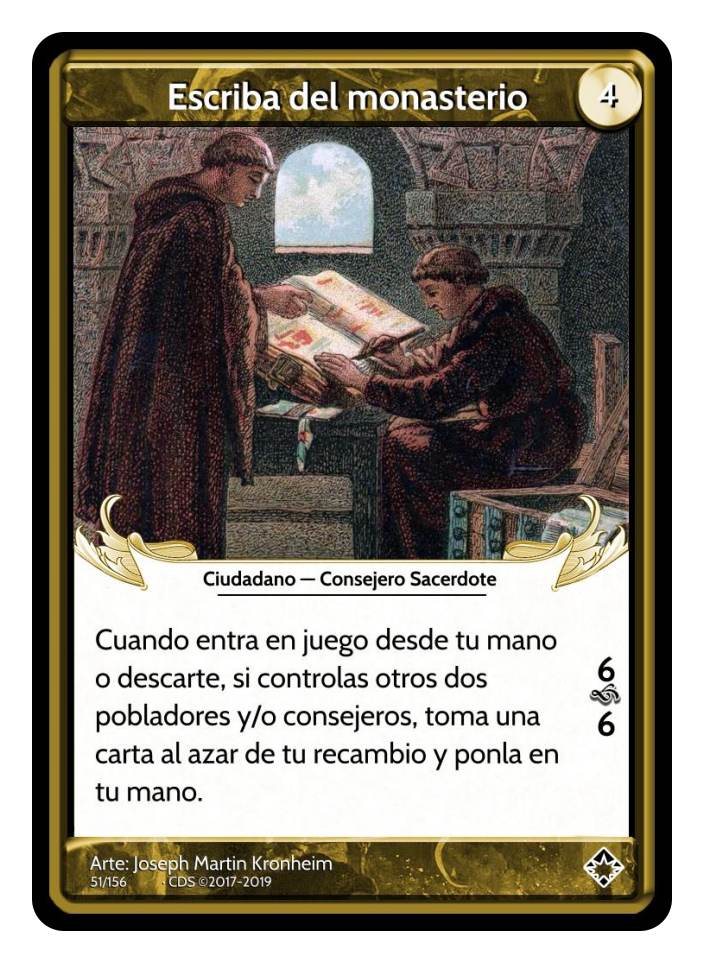 Escriba del monasterio
4
Ciudadano — Consejero Sacerdote
Cuando entra en juego desde tu mano
o descarte, si controlas otros dos
pobladores y/o consejeros, toma una
carta al azar de tu recambio y ponla en
tu mano.
6
6
Arte: Joseph Martin Kronheim
51/156 · CDS ©2017-2019